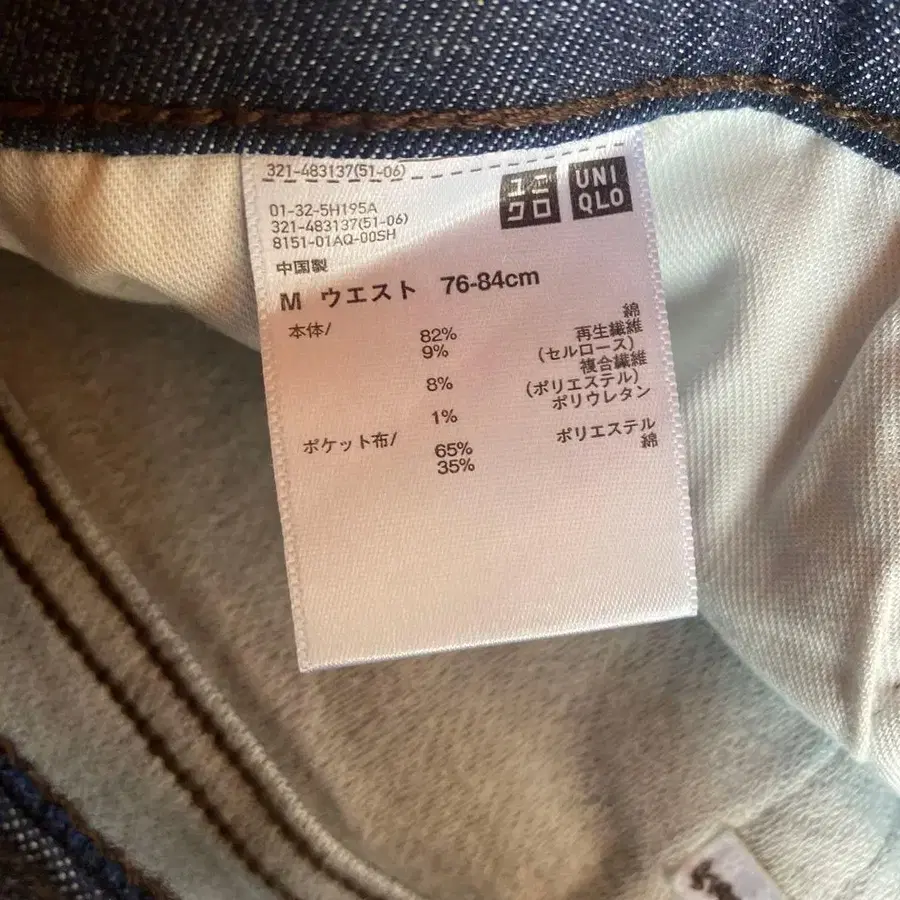 321-483137(51-06)
ユニクロ
UNIQLO
01-32-5H195A
321-483137(51-06)
8151-01AQ-00SH
中国製
M ウエスト 76-84cm
本体/
82% 綿
9% 再生繊維
(セルロース)
8% 複合繊維
(ポリエステル)
1% ポリウレタン
ポケット布/
65% ポリエステル
35% 綿